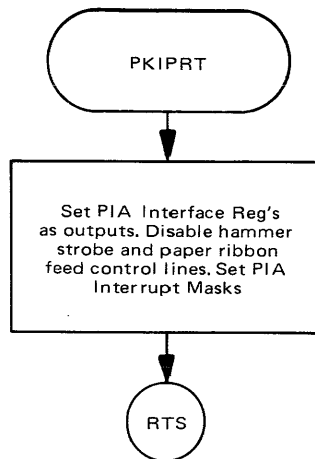 PKIPRT
Set PIA Interface Reg's
as outputs. Disable hammer
strobe and paper ribbon
feed control lines. Set PIA
Interrupt Masks
RTS